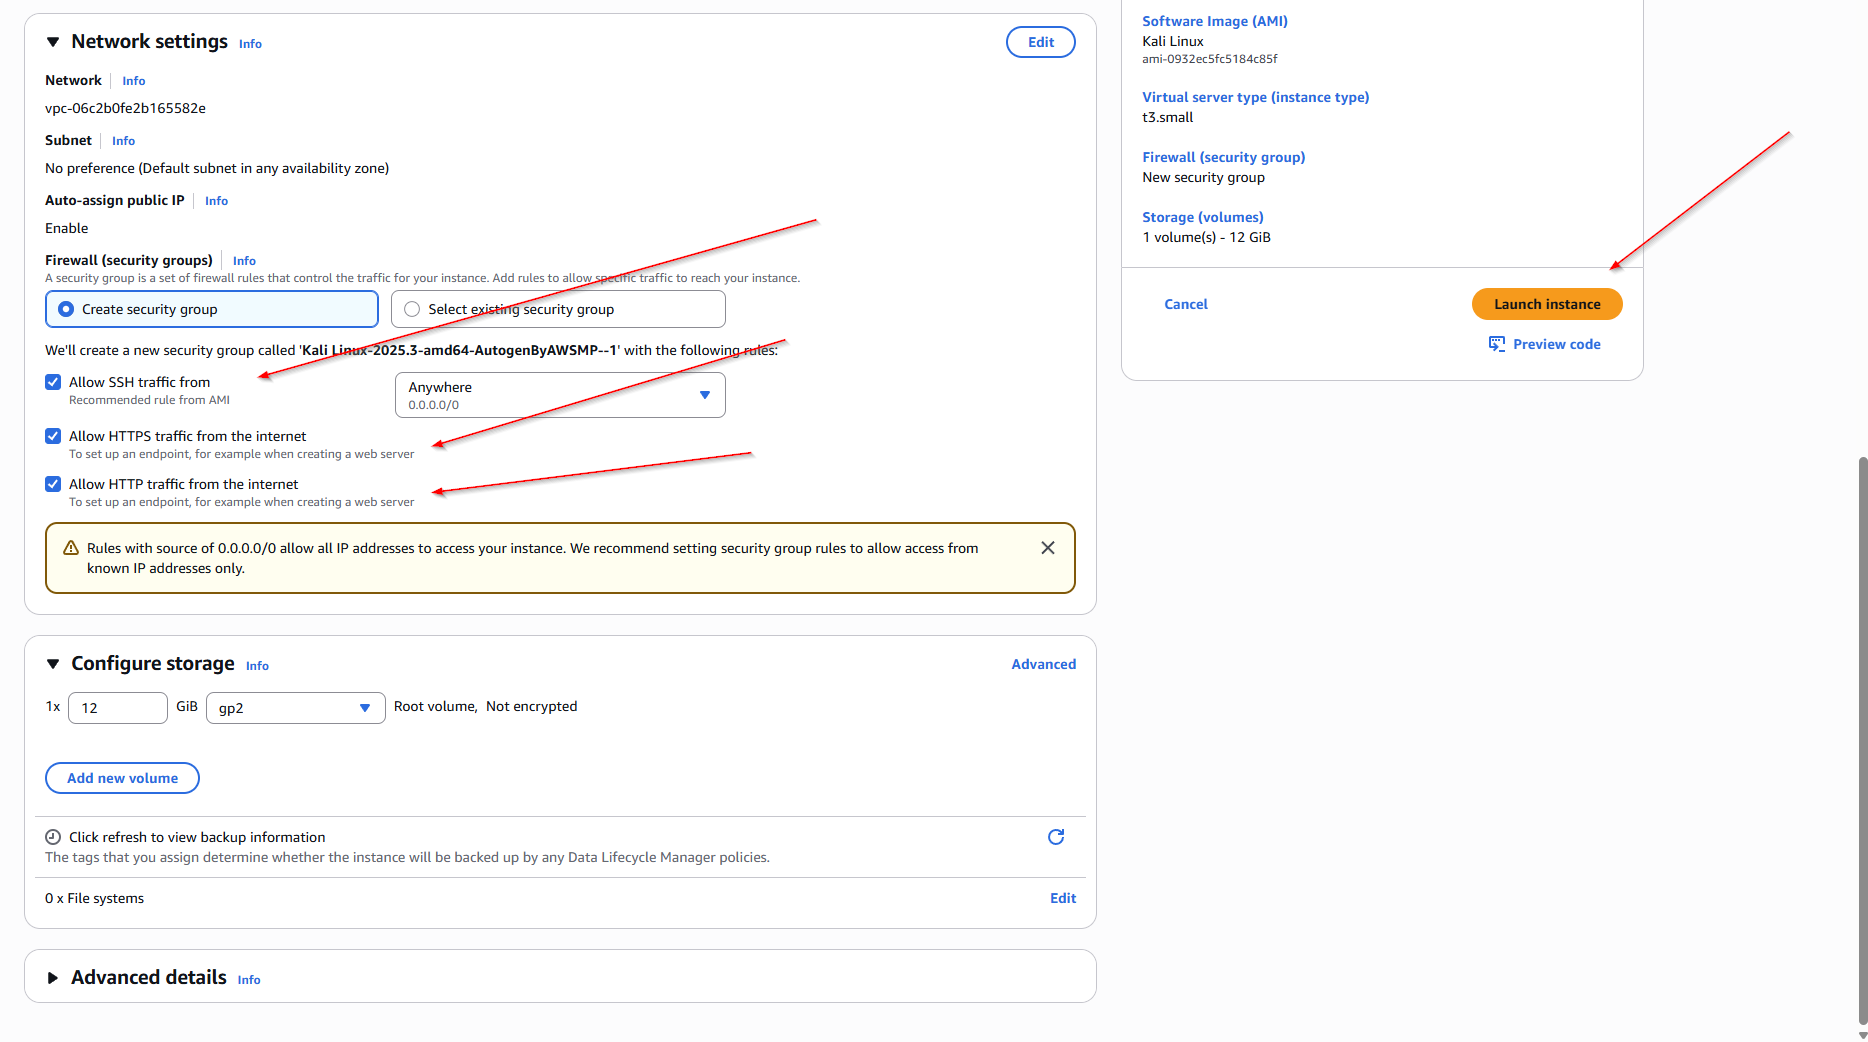 Network settings Info
Edit
Network Info
vpc-06c2b0fe2b165582e
Subnet Info
No preference (Default subnet in any availability zone)
Auto-assign public IP Info
Enable
Firewall (security groups) Info
A security group is a set of firewall rules that control the traffic for your instance. Add rules to allow specific traffic to reach your instance.
Create security group
Select existing security group
We'll create a new security group called 'Kali Linux-2025.3-amd64-AutogenByAWSMP--1' with the following rules:
Allow SSH traffic from
Recommended rule from AMI
Anywhere
0.0.0.0/0
Allow HTTPS traffic from the internet
To set up an endpoint, for example when creating a web server
Allow HTTP traffic from the internet
To set up an endpoint, for example when creating a web server
Rules with source of 0.0.0.0/0 allow all IP addresses to access your instance. We recommend setting security group rules to allow access from
known IP addresses only.
Configure storage Info
Advanced
1x 12 GiB gp2 Root volume, Not encrypted
Add new volume
Click refresh to view backup information
The tags that you assign determine whether the instance will be backed up by any Data Lifecycle Manager policies.
0 x File systems
Edit
Advanced details Info
Software Image (AMI)
Kali Linux
ami-0932ec5fc5184c85f
Virtual server type (instance type)
t3.small
Firewall (security group)
New security group
Storage (volumes)
1 volume(s) - 12 GiB
Cancel
Launch instance
Preview code